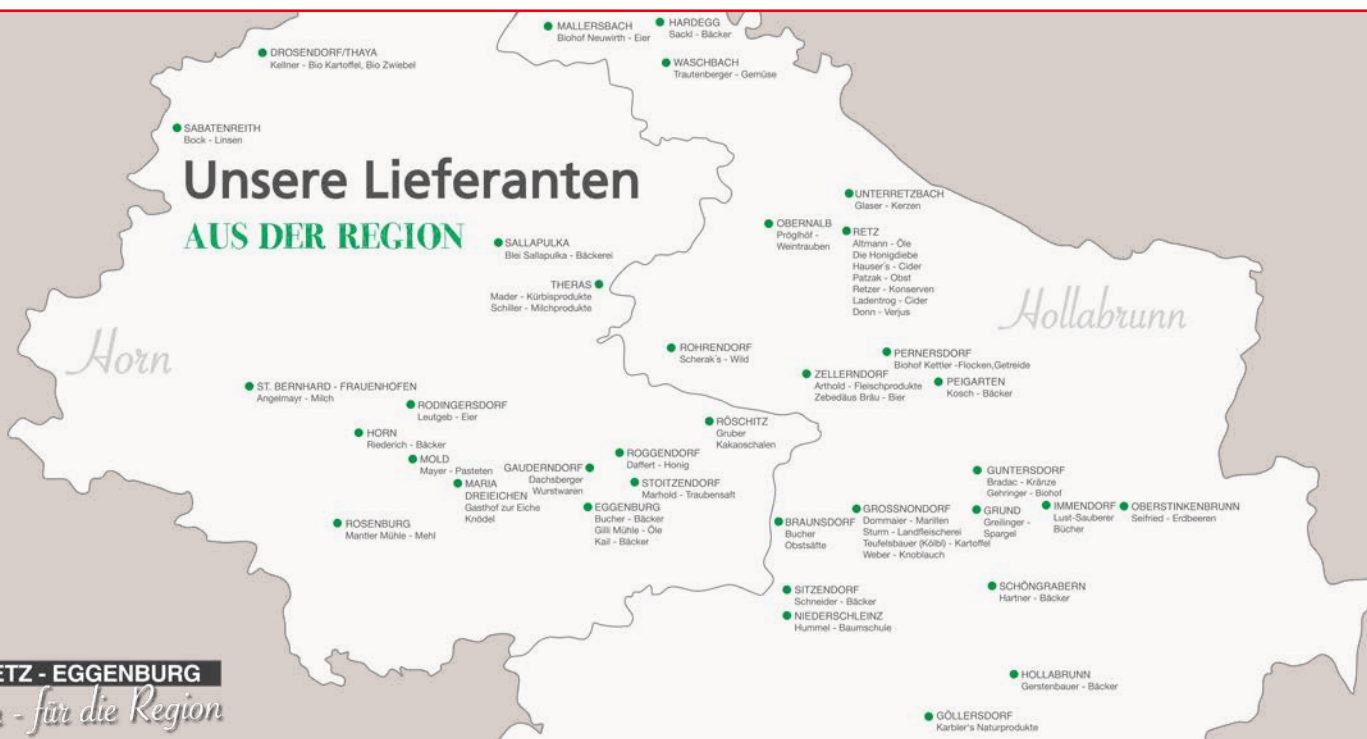 MALLERSBACH
Biohof Neuwirth - Eier
HARDEGG
Sackl - Bäcker
DROSENDORF/THAYA
Kellner - Bio Kartoffel, Bio Zwiebel
WASCHBACH
Trautenberger - Gemüse
SABATENREITH
Bock - Linsen
Unsere Lieferanten
AUS DER REGION
UNTERRETZBACH
Glaser - Kerzen
OBERNALB
Pröglhöf -
Weintrauben
RETZ
Altmann - Öle
Die Honigdiebe
Hauser's - Cider
Patzak - Obst
Retzer - Konserven
Ladentrog - Cider
Donn - Verjus
SALLAPULKA
Blei Sallapulka - Bäckerei
THERAS
Mader - Kürbisprodukte
Schiller - Milchprodukte
Hollabrunn
Horn
ROHRENDORF
Scherak's - Wild
PERNERSDORF
Biohof Kettler -Flocken,Getreide
ZELLERNDORF
Arthold - Fleischprodukte
Zebedäus Bräu - Bier
PEIGARTEN
Kosch - Bäcker
ST. BERNHARD - FRAUENHOFEN
Angelmayr - Milch
RODINGERSDORF
Leutgeb - Eier
HORN
Riederich - Bäcker
RÖSCHITZ
Gruber
Kakaoschalen
MOLD
Mayer - Pasteten
ROGGENDORF
Daffert - Honig
GAUDERNDORF
Dachsberger
Wurstwaren
MARIA
DREIEICHEN
Gasthof zur Eiche
Knödel
STOITZENDORF
Marhold - Traubensaft
EGGENBURG
Bucher - Bäcker
Gilli Mühle - Öle
Kail - Bäcker
ROSENBURG
Mantler Mühle - Mehl
GUNTERSDORF
Bradac - Kränze
Gehringer - Biohof
BRAUNSDORF
Bucher
Obstsäfte
GROSSNONDORF
Dommaier - Marillen
Sturm - Landfleischerei
Teufelsbauer (Kölbl) - Kartoffel
Weber - Knoblauch
GRUND
Greilinger -
Spargel
IMMENDORF
Lust-Sauberer
Bücher
OBERSTINKENBRUNN
Seifried - Erdbeeren
SITZENDORF
Schneider - Bäcker
SCHÖNGRABERN
Hartner - Bäcker
NIEDERSCHLEINZ
Hummel - Baumschule
HOLLABRUNN
Gerstenbauer - Bäcker
GÖLLERSDORF
Karbler's Naturprodukte
ETZ - EGGENBURG
- für die Region